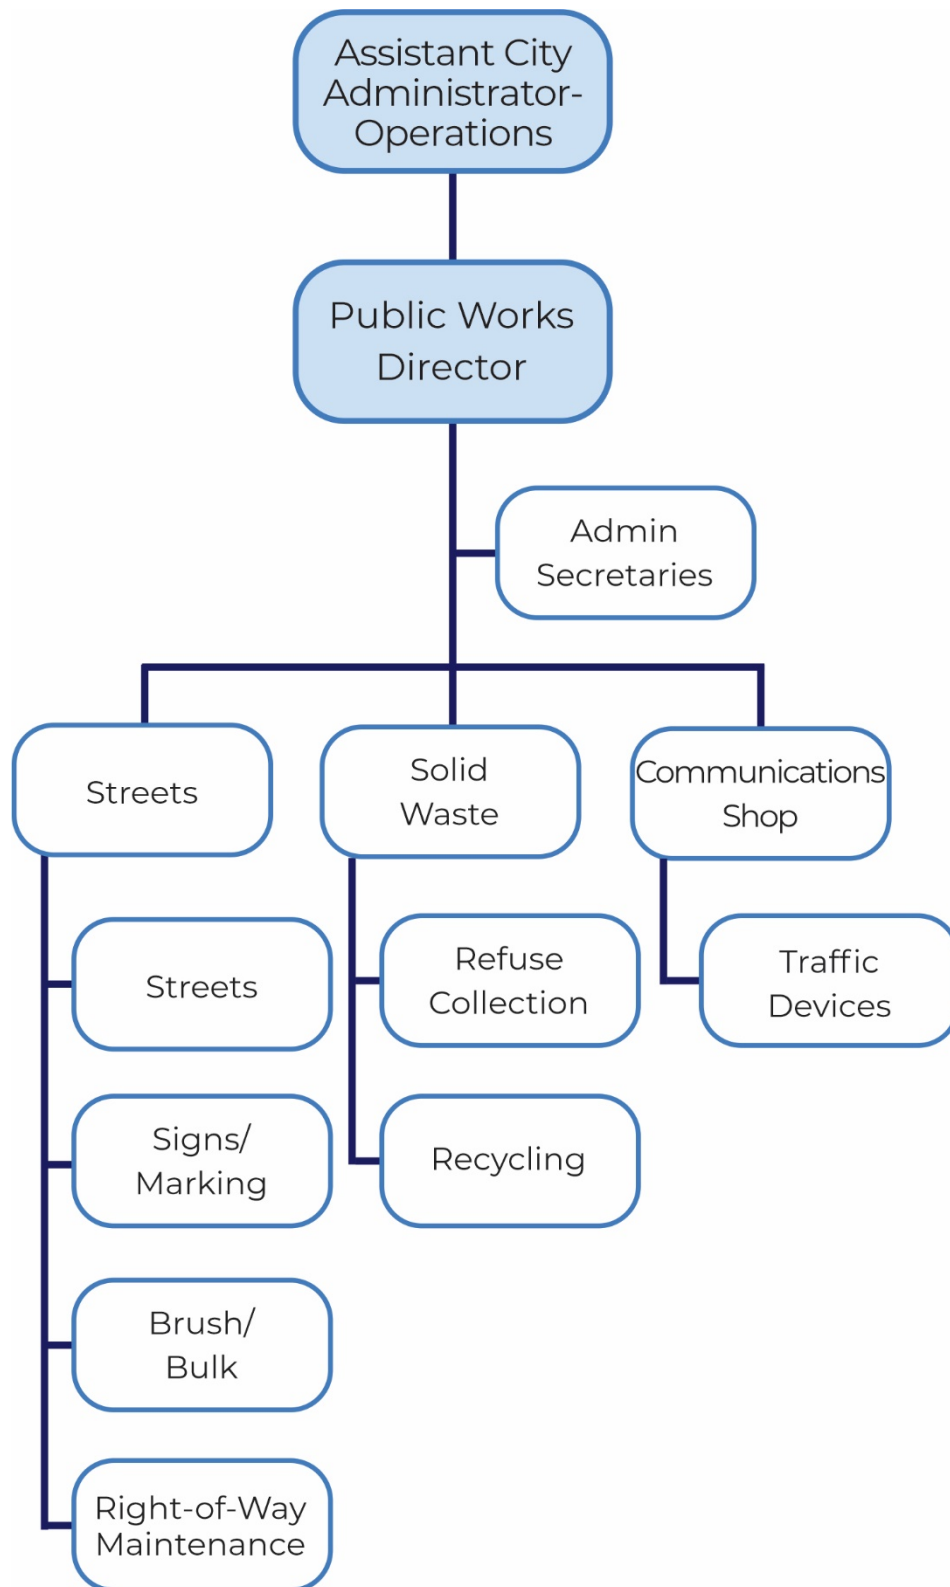 Assistant City
Administrator-
Operations
Public Works
Director
Admin
Secretaries
Streets
Solid
Waste
Communications
Shop
Streets
Refuse
Collection
Traffic
Devices
Signs/
Marking
Recycling
Brush/
Bulk
Right-of-Way
Maintenance